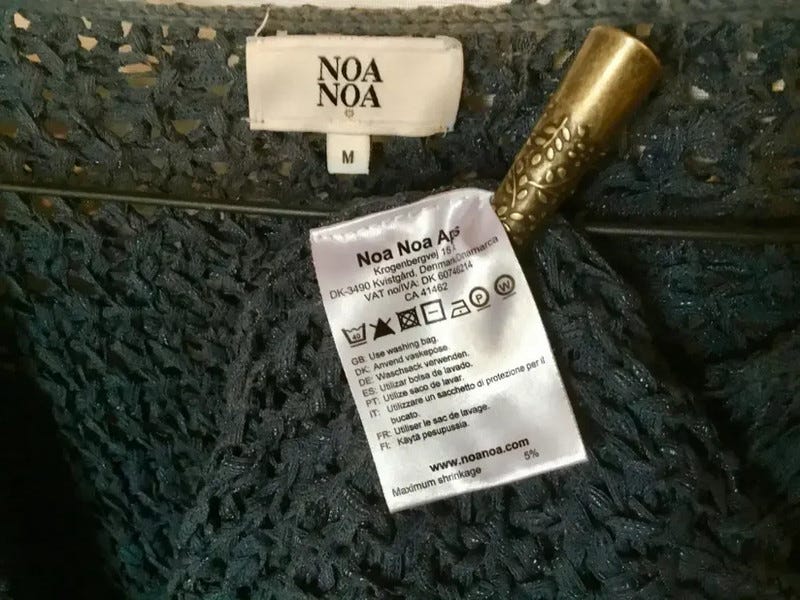 NOA
NOA
M
Noa Noa Aps
Krogenbergvej 15
DK-3490 Kvistgård, Denmark
VAT no/IVA: DK 60746214
CA 41462
40
P
W
GB: Use washing bag.
DK: Anvend vaskepose.
DE: Waschsack verwenden.
ES: Utilizar bolsa de lavado.
PT: Utilize saco de lavar.
IT: Utilizzare un sacchetto di protezione per il
bucato.
FR: Utiliser le sac de lavage.
FI: Käytä pesupussia.
www.noanoa.com
Maximum shrinkage 5%